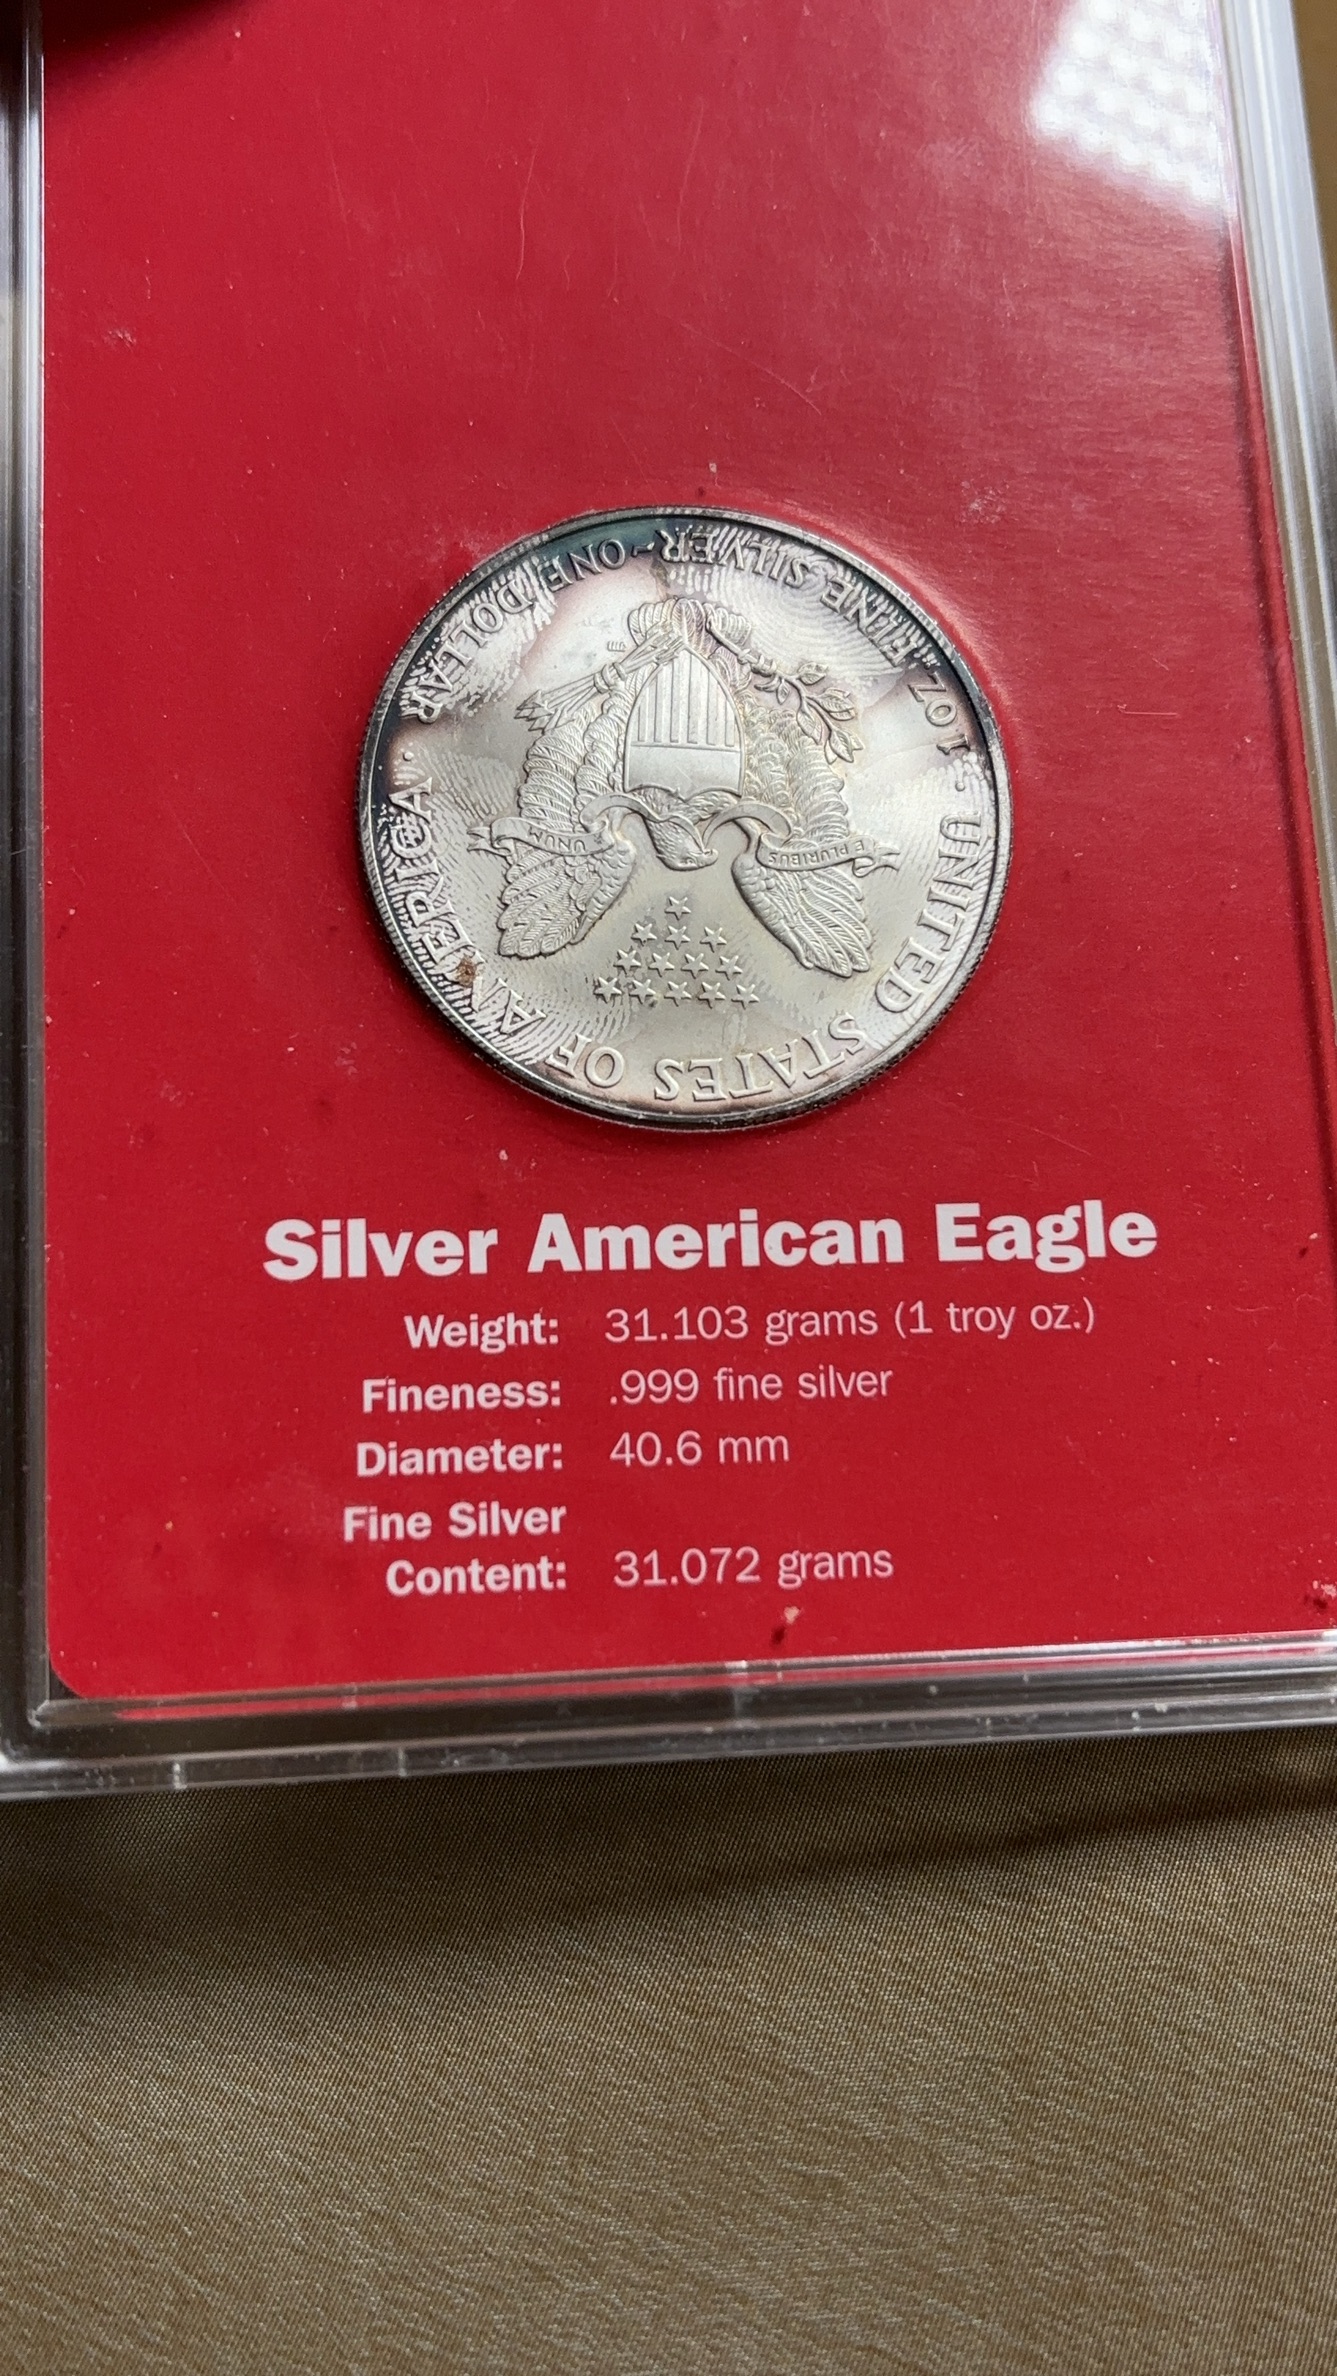 UNITED STATES OF AMERICA
1 OZ. FINE SILVER~ONE DOLLAR
E PLURIBUS
UNUM
Silver American Eagle
Weight: 31.103 grams (1 troy oz.)
Fineness: .999 fine silver
Diameter: 40.6 mm
Fine Silver
Content: 31.072 grams